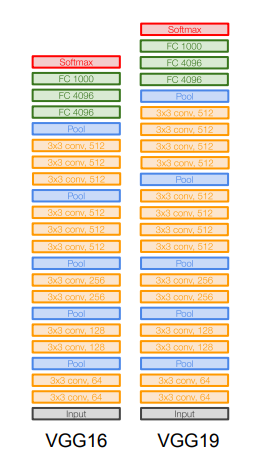 Softmax
FC 1000
FC 4096
FC 4096
Pool
3x3 conv, 512
3x3 conv, 512
3x3 conv, 512
Pool
3x3 conv, 512
3x3 conv, 512
3x3 conv, 512
Pool
3x3 conv, 256
3x3 conv, 256
Pool
3x3 conv, 128
3x3 conv, 128
Pool
3x3 conv, 64
3x3 conv, 64
Input
VGG16
Softmax
FC 1000
FC 4096
FC 4096
Pool
3x3 conv, 512
3x3 conv, 512
3x3 conv, 512
3x3 conv, 512
Pool
3x3 conv, 512
3x3 conv, 512
3x3 conv, 512
3x3 conv, 512
Pool
3x3 conv, 256
3x3 conv, 256
Pool
3x3 conv, 128
3x3 conv, 128
Pool
3x3 conv, 64
3x3 conv, 64
Input
VGG19